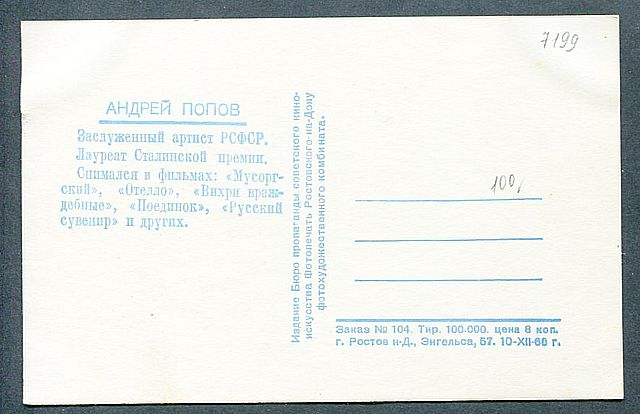 7199
АНДРЕЙ ПОПОВ
Заслуженный артист РСФСР.
Лауреат Сталинской премии.
Снимался в фильмах: «Мусорг-
ский», «Отелло», «Вихри враж-
дебные», «Поединок», «Русский
сувенир» и других.
Издание Бюро пропаганды советского кино-
искусства Фотопечать Ростовского-на-Дону
фотохудожественного комбината.
100
Заказ № 104. Тир. 100.000. цена 8 коп.
г. Ростов н-Д., Энгельса, 57. 10-XII-66 г.